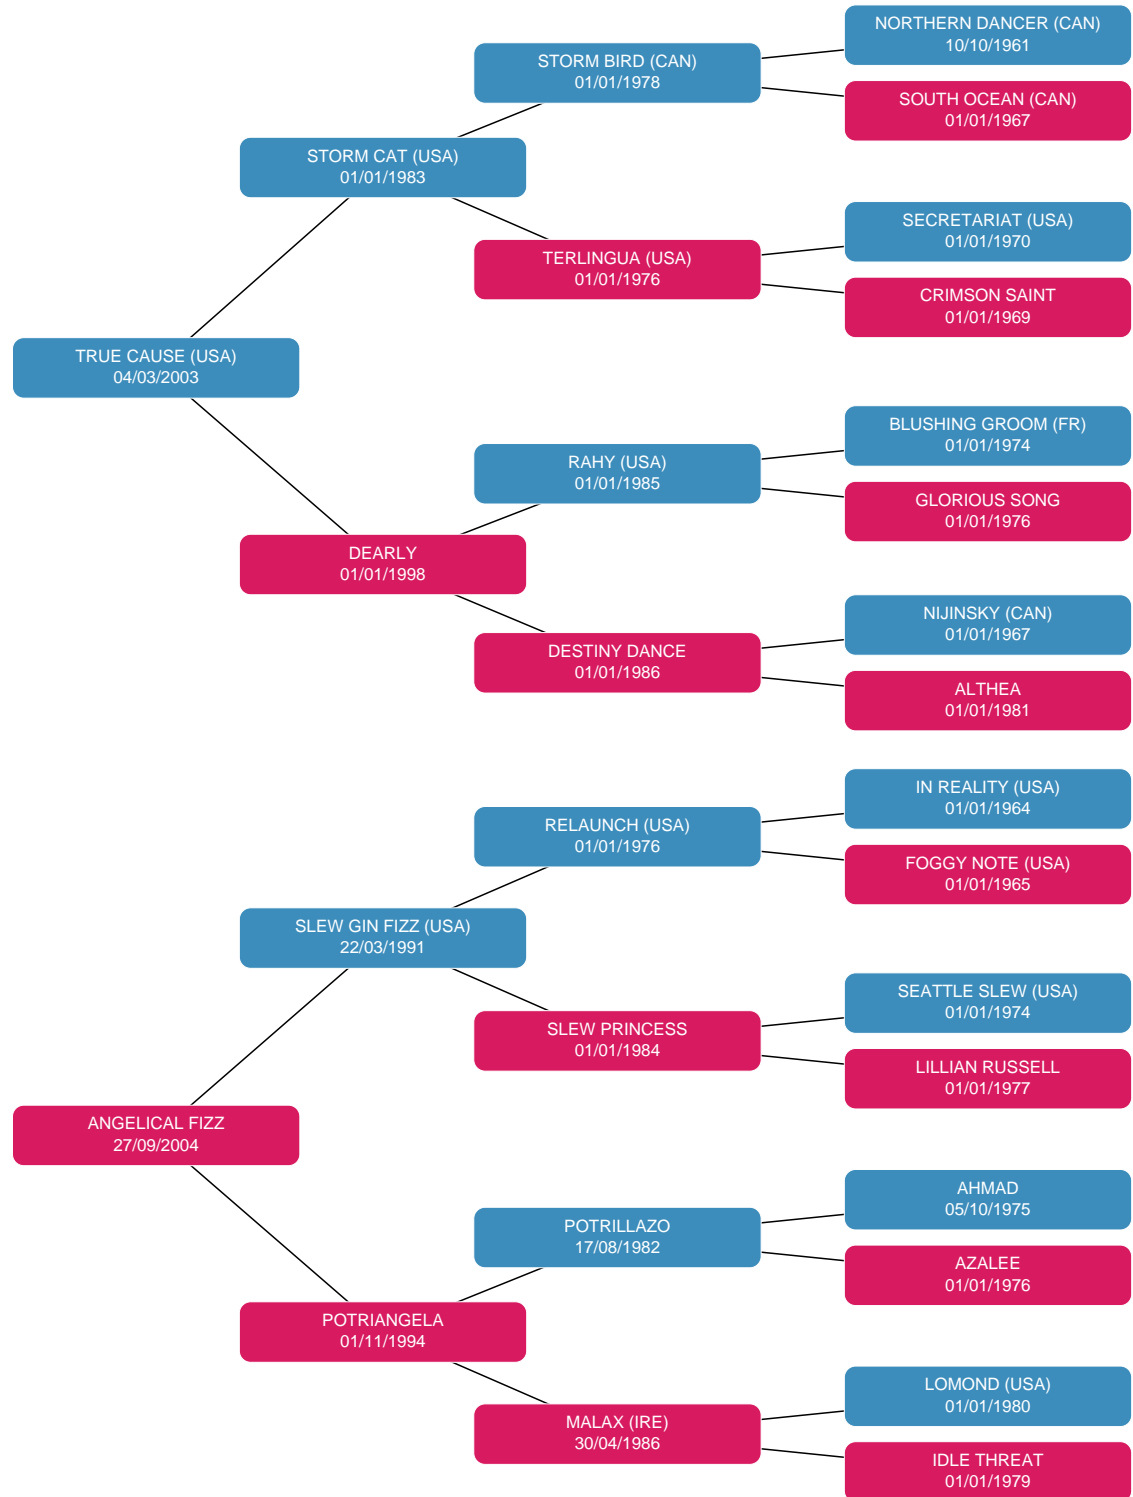 NORTHERN DANCER (CAN)
10/10/1961
STORM BIRD (CAN)
01/01/1978
SOUTH OCEAN (CAN)
01/01/1967
STORM CAT (USA)
01/01/1983
SECRETARIAT (USA)
01/01/1970
TERLINGUA (USA)
01/01/1976
CRIMSON SAINT
01/01/1969
TRUE CAUSE (USA)
04/03/2003
BLUSHING GROOM (FR)
01/01/1974
RAHY (USA)
01/01/1985
GLORIOUS SONG
01/01/1976
DEARLY
01/01/1998
NIJINSKY (CAN)
01/01/1967
DESTINY DANCE
01/01/1986
ALTHEA
01/01/1981
IN REALITY (USA)
01/01/1964
RELAUNCH (USA)
01/01/1976
FOGGY NOTE (USA)
01/01/1965
SLEW GIN FIZZ (USA)
22/03/1991
SEATTLE SLEW (USA)
01/01/1974
SLEW PRINCESS
01/01/1984
LILLIAN RUSSELL
01/01/1977
ANGELICAL FIZZ
27/09/2004
AHMAD
05/10/1975
POTRILLAZO
17/08/1982
AZALEE
01/01/1976
POTRIANGELA
01/11/1994
LOMOND (USA)
01/01/1980
MALAX (IRE)
30/04/1986
IDLE THREAT
01/01/1979